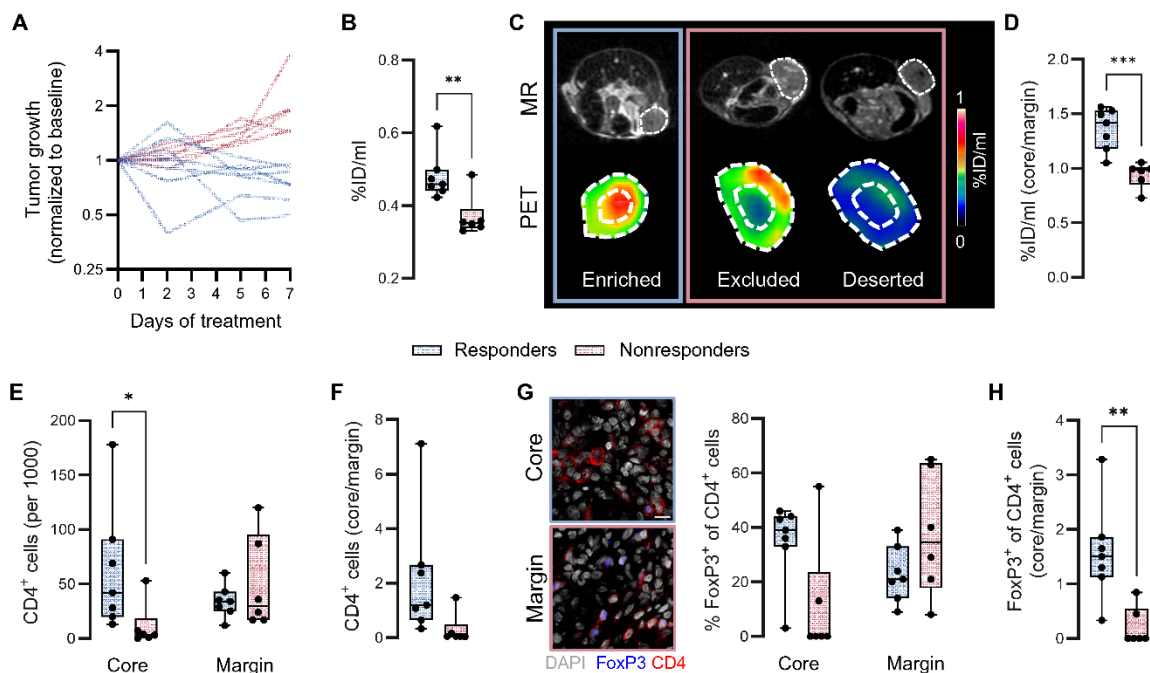 A
Tumor growth
(normalized to baseline)
4
2
1
0.5
0.25
0 1 2 3 4 5 6 7
Days of treatment
B
%ID/ml
0.8
0.6
0.4
0.2
**
C
MR
PET
Enriched
Excluded
Deserted
1
%ID/ml
0
D
%ID/ml (core/margin)
2.0
1.5
1.0
0.5
0.0
***
Responders
Nonresponders
E
CD4+ cells (per 1000)
200
150
100
50
0
*
Core
Margin
F
CD4+ cells (core/margin)
8
6
4
2
0
G
Core
Margin
DAPI FoxP3 CD4
% FoxP3+ of CD4+ cells
80
60
40
20
0
Core
Margin
H
FoxP3+ of CD4+ cells
(core/margin)
4
3
2
1
0
**